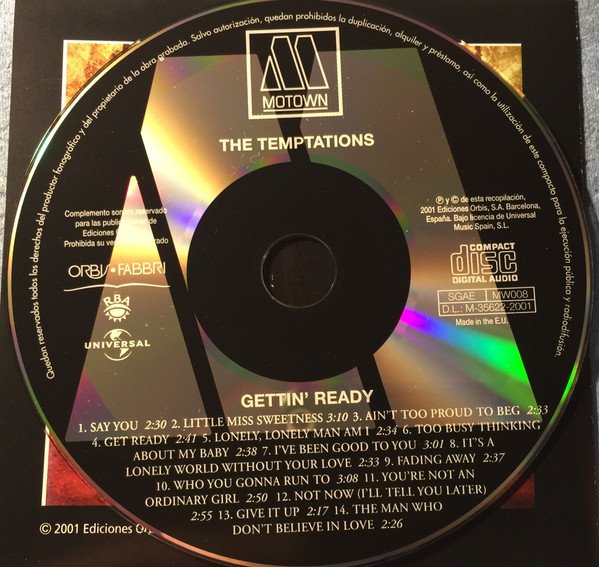 Quedan reservados todos los derechos del productor fonográfico y del propietario de la obra grabada. Salvo autorización, quedan prohibidos la duplicación, alquiler y préstamo, así como la utilización de este compacto para la ejecución pública y radiodifusión
MOTOWN
THE TEMPTATIONS
Complemento sonoro reservado
para las publicaciones de
Ediciones
Prohibida su
ORBIS•FABBRI
RBA
UNIVERSAL
℗ y © de esta recopilación,
2001 Ediciones Orbis, S.A. Barcelona,
España. Bajo licencia de Universal
Music Spain, S.L.
COMPACT
disc
DIGITAL AUDIO
SGAE MW008
D.L.: M-35622-2001
Made in the E.U.
GETTIN' READY
1. SAY YOU 2:30 2. LITTLE MISS SWEETNESS 3:10 3. AIN'T TOO PROUD TO BEG 2:33
4. GET READY 2:41 5. LONELY, LONELY MAN AM I 2:34 6. TOO BUSY THINKING
ABOUT MY BABY 2:38 7. I'VE BEEN GOOD TO YOU 3:01 8. IT'S A
LONELY WORLD WITHOUT YOUR LOVE 2:33 9. FADING AWAY 2:37
10. WHO YOU GONNA RUN TO 3:08 11. YOU'RE NOT AN
ORDINARY GIRL 2:50 12. NOT NOW (I'LL TELL YOU LATER)
2:55 13. GIVE IT UP 2:17 14. THE MAN WHO
DON'T BELIEVE IN LOVE 2:26
© 2001 Ediciones